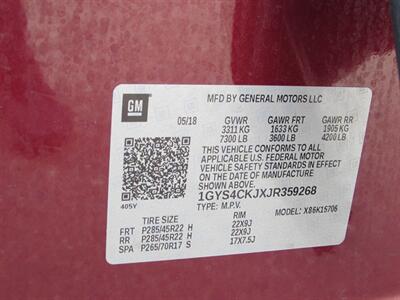 GM
MFD BY GENERAL MOTORS LLC
05/18 GVWR GAWR FRT GAWR RR
3311 KG 1633 KG 1905 KG
7300 LB 3600 LB 4200 LB
THIS VEHICLE CONFORMS TO ALL
APPLICABLE U.S. FEDERAL MOTOR
VEHICLE SAFETY STANDARDS IN
EFFECT ON THE DATE OF
MANUFACTURE SHOWN ABOVE.
1GYS4CKJXJR359268
405V TYPE: M.P.V. MODEL: X86K15706
TIRE SIZE RIM
FRT P285/45R22 H 22X9J
RR P285/45R22 H 22X9J
SPA P265/70R17 S 17X7.5J